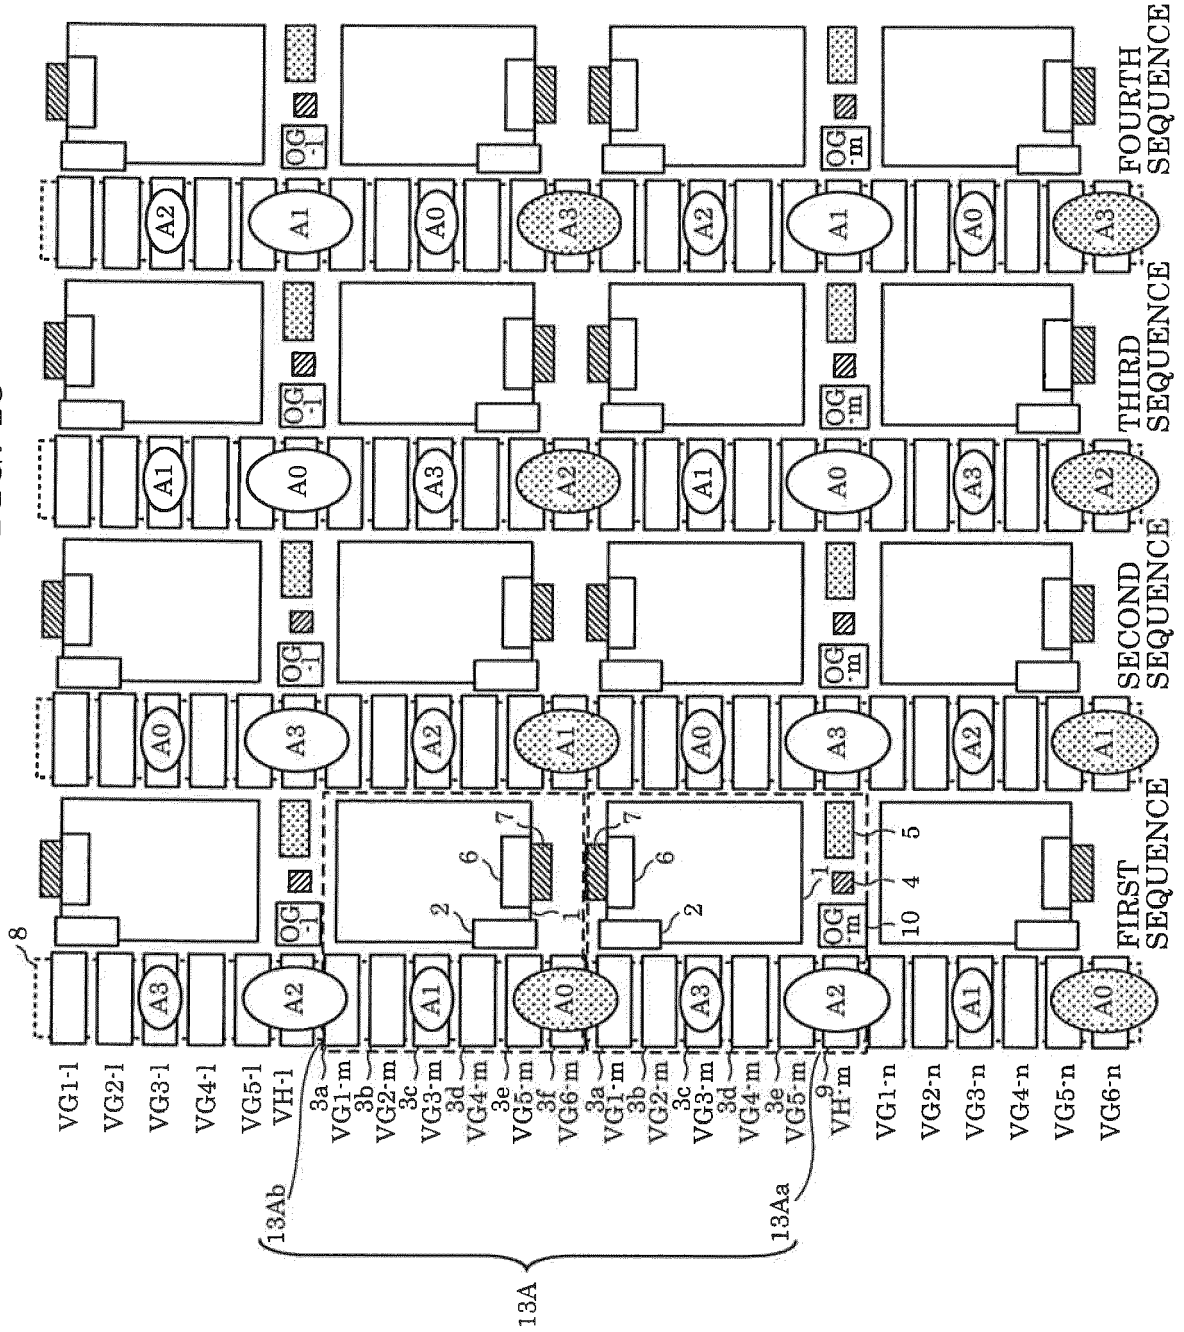 13A
13Ab
13Aa
VG1-l
VG2-l
VG3-l
VG4-l
VG5-l
VH-l
3a
VG1-m
3b
VG2-m
3c
VG3-m
3d
VG4-m
3e
VG5-m
3f
VG6-m
3a
VG1-m
3b
VG2-m
3c
VG3-m
3d
VG4-m
3e
VG5-m
9
VH-m
VG1-n
VG2-n
VG3-n
VG4-n
VG5-n
VG6-n
8
A3
A2
A1
A0
A3
A2
A1
A0
OG
-l
2
6
7
1
7
6
2
1
OG
-m
10
4
5
FIRST
SEQUENCE
A0
A3
A2
A1
A0
A3
A2
A1
OG
-l
OG
-m
SECOND
SEQUENCE
A1
A0
A3
A2
A1
A0
A3
A2
OG
-l
OG
-m
THIRD
SEQUENCE
A2
A1
A0
A3
A2
A1
A0
A3
OG
-l
OG
-m
FOURTH
SEQUENCE